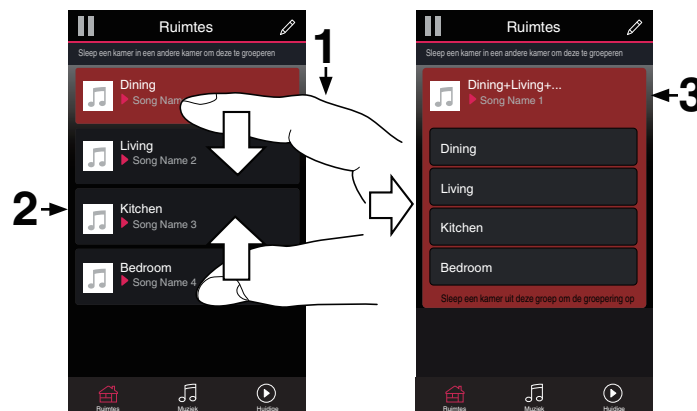 Ruimtes
Sleep een kamer in een andere kamer om deze te groeperen
Dining
Song Na
Living
Song Name 2
Kitchen
Song Name 3
Bedroom
Song Name 4
Ruimtes
Muziek
Huidige
1
2
Ruimtes
Sleep een kamer in een andere kamer om deze te groeperen
Dining+Living+...
Song Name 1
Dining
Living
Kitchen
Bedroom
Sleep een kamer uit deze groep om de groepering op
Ruimtes
Muziek
Huidige
3